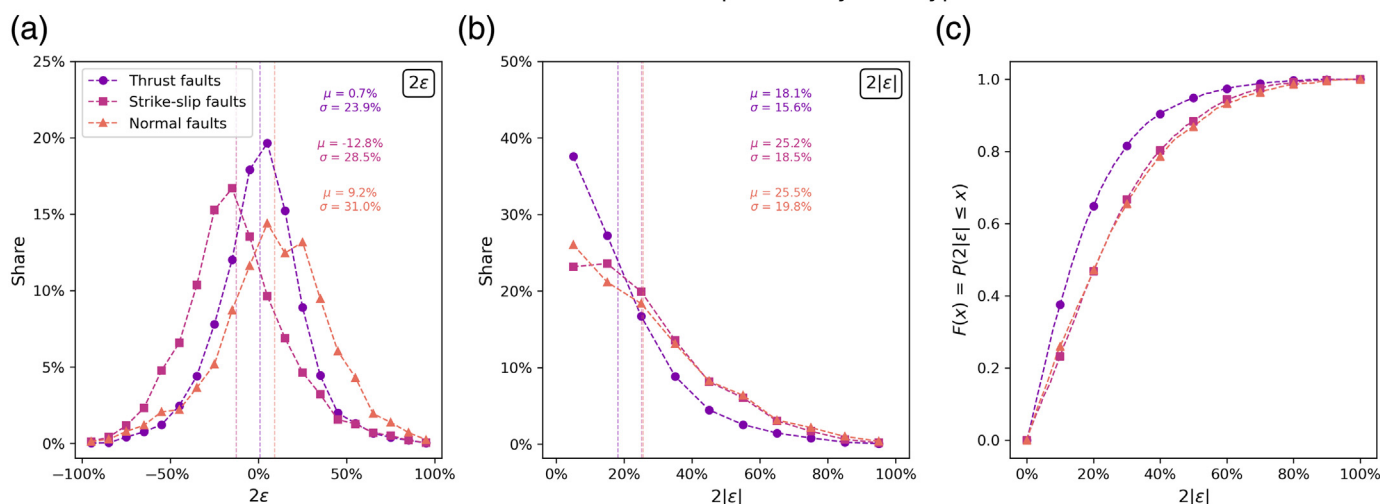 (a)
25%
20%
15%
10%
5%
0%
Share
Thrust faults
Strike-slip faults
Normal faults
2ε
μ = 0.7%
σ = 23.9%
μ = -12.8%
σ = 28.5%
μ = 9.2%
σ = 31.0%
−100% −50% 0% 50% 100%
2ε
(b)
50%
40%
30%
20%
10%
0%
Share
2|ε|
μ = 18.1%
σ = 15.6%
μ = 25.2%
σ = 18.5%
μ = 25.5%
σ = 19.8%
0% 20% 40% 60% 80% 100%
2|ε|
(c)
1.0
0.8
0.6
0.4
0.2
0.0
F(x) = P(2|ε| ≤ x)
0% 20% 40% 60% 80% 100%
2|ε|